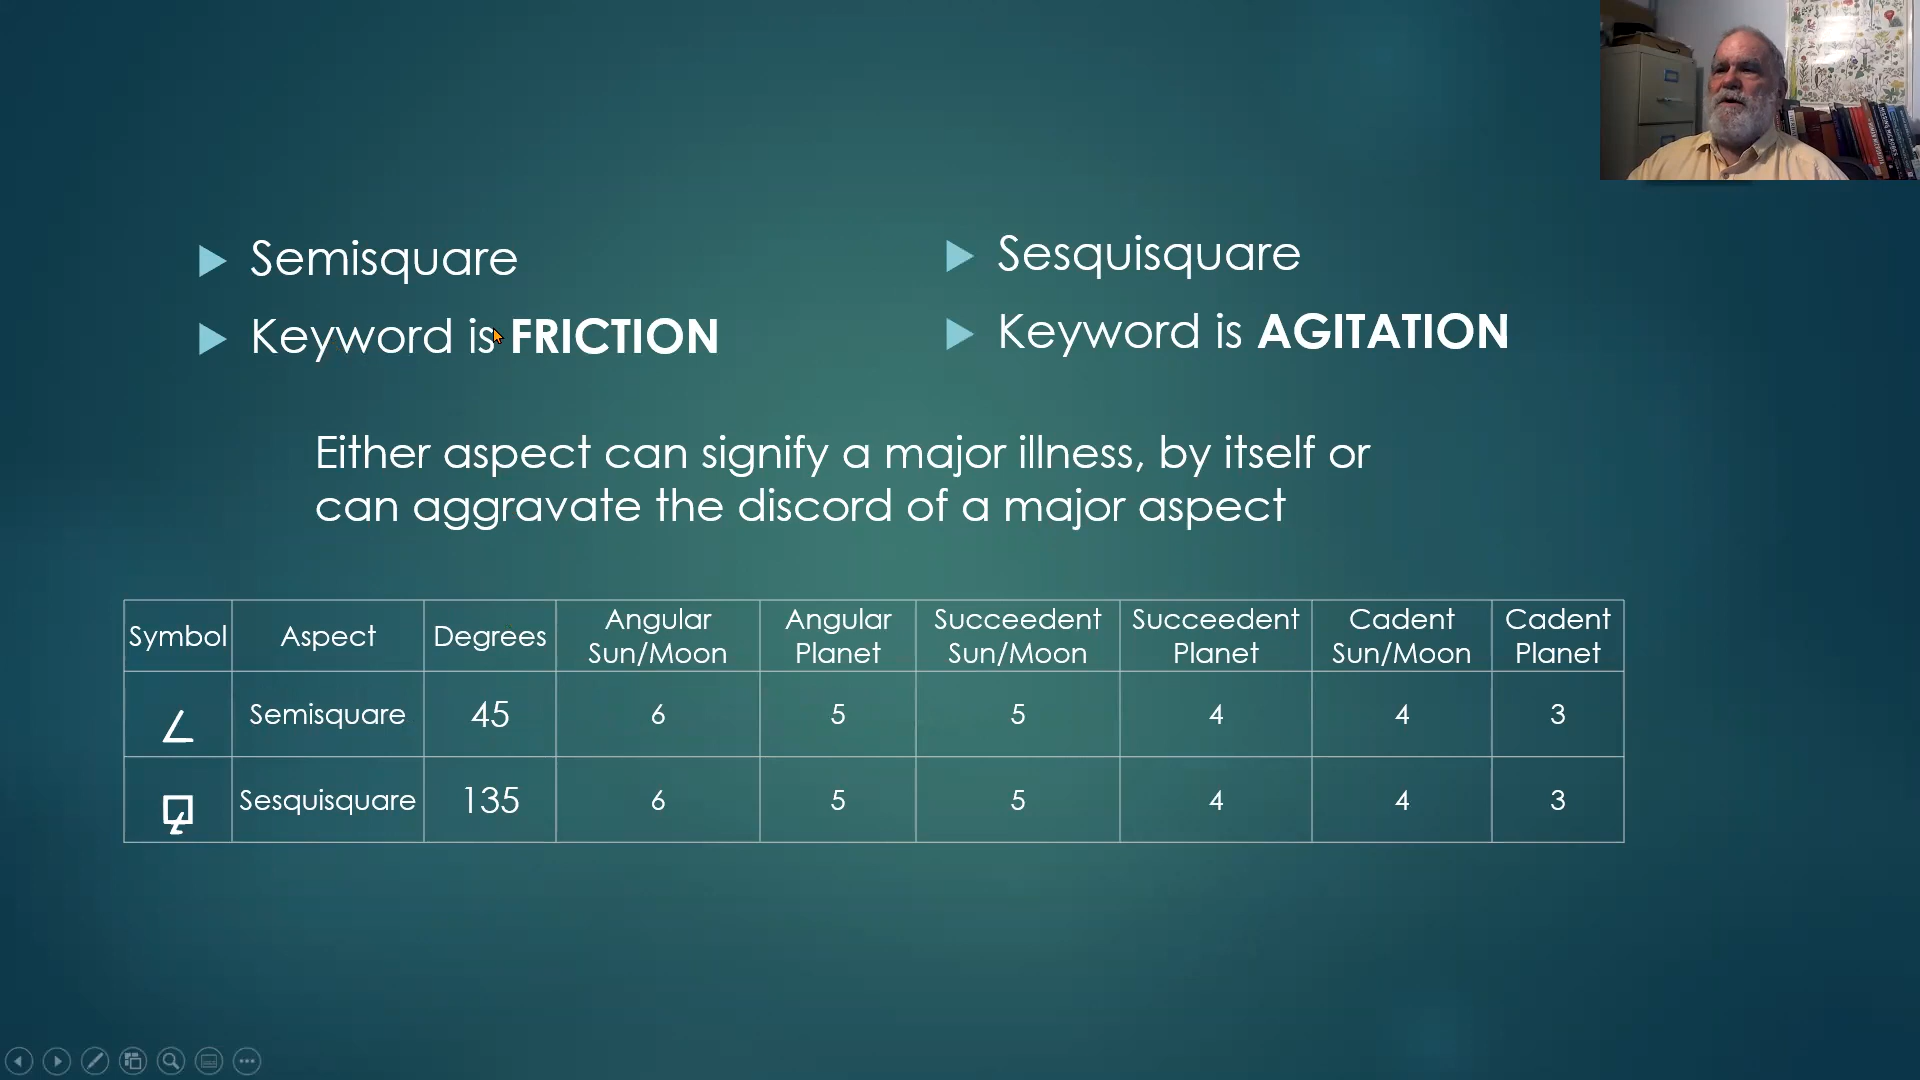 Semisquare
Keyword is FRICTION
Sesquisquare
Keyword is AGITATION
Either aspect can signify a major illness, by itself or
can aggravate the discord of a major aspect
Symbol Aspect Degrees Angular Sun/Moon Angular Planet Succeedent Sun/Moon Succeedent Planet Cadent Sun/Moon Cadent Planet
∠ Semisquare 45 6 5 5 4 4 3
⚼ Sesquisquare 135 6 5 5 4 4 3